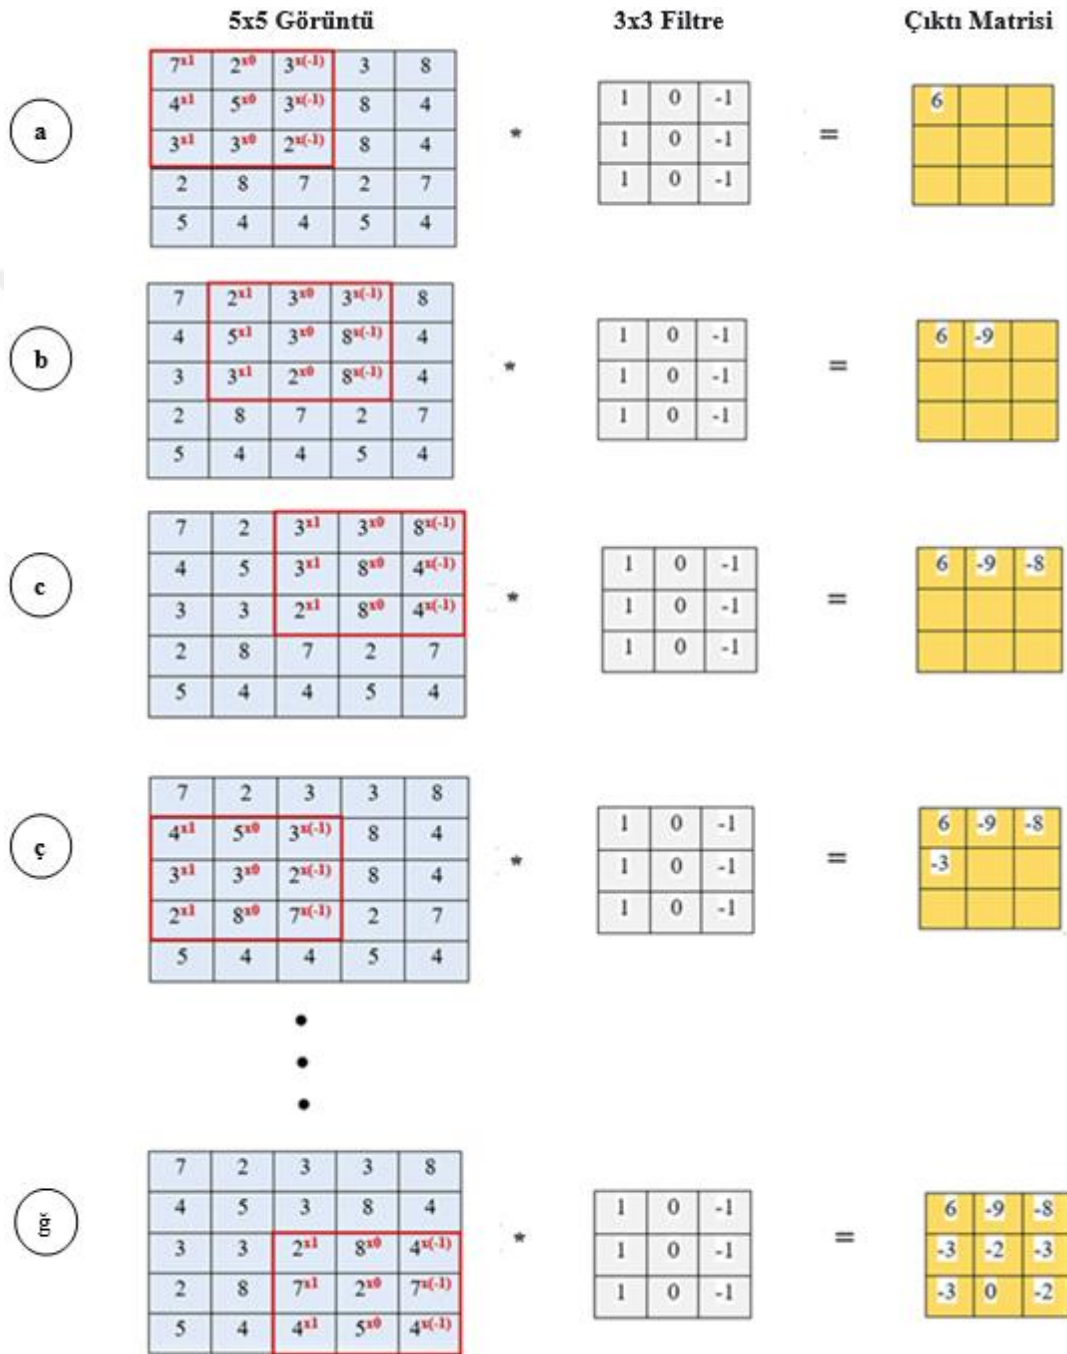 5x5 Görüntü 3x3 Filtre Çıktı Matrisi
a
7x1 2x0 3x(-1) 3 8
4x1 5x0 3x(-1) 8 4
3x1 3x0 2x(-1) 8 4
2 8 7 2 7
5 4 4 5 4
*
1 0 -1
1 0 -1
1 0 -1
=
6
b
7 2x1 3x0 3x(-1) 8
4 5x1 3x0 8x(-1) 4
3 3x1 2x0 8x(-1) 4
2 8 7 2 7
5 4 4 5 4
*
1 0 -1
1 0 -1
1 0 -1
=
6 -9
c
7 2 3x1 3x0 8x(-1)
4 5 3x1 8x0 4x(-1)
3 3 2x1 8x0 4x(-1)
2 8 7 2 7
5 4 4 5 4
*
1 0 -1
1 0 -1
1 0 -1
=
6 -9 -8
ç
7 2 3 3 8
4x1 5x0 3x(-1) 8 4
3x1 3x0 2x(-1) 8 4
2x1 8x0 7x(-1) 2 7
5 4 4 5 4
*
1 0 -1
1 0 -1
1 0 -1
=
6 -9 -8
-3
ğ
7 2 3 3 8
4 5 3 8 4
3 3 2x1 8x0 4x(-1)
2 8 7x1 2x0 7x(-1)
5 4 4x1 5x0 4x(-1)
*
1 0 -1
1 0 -1
1 0 -1
=
6 -9 -8
-3 -2 -3
-3 0 -2